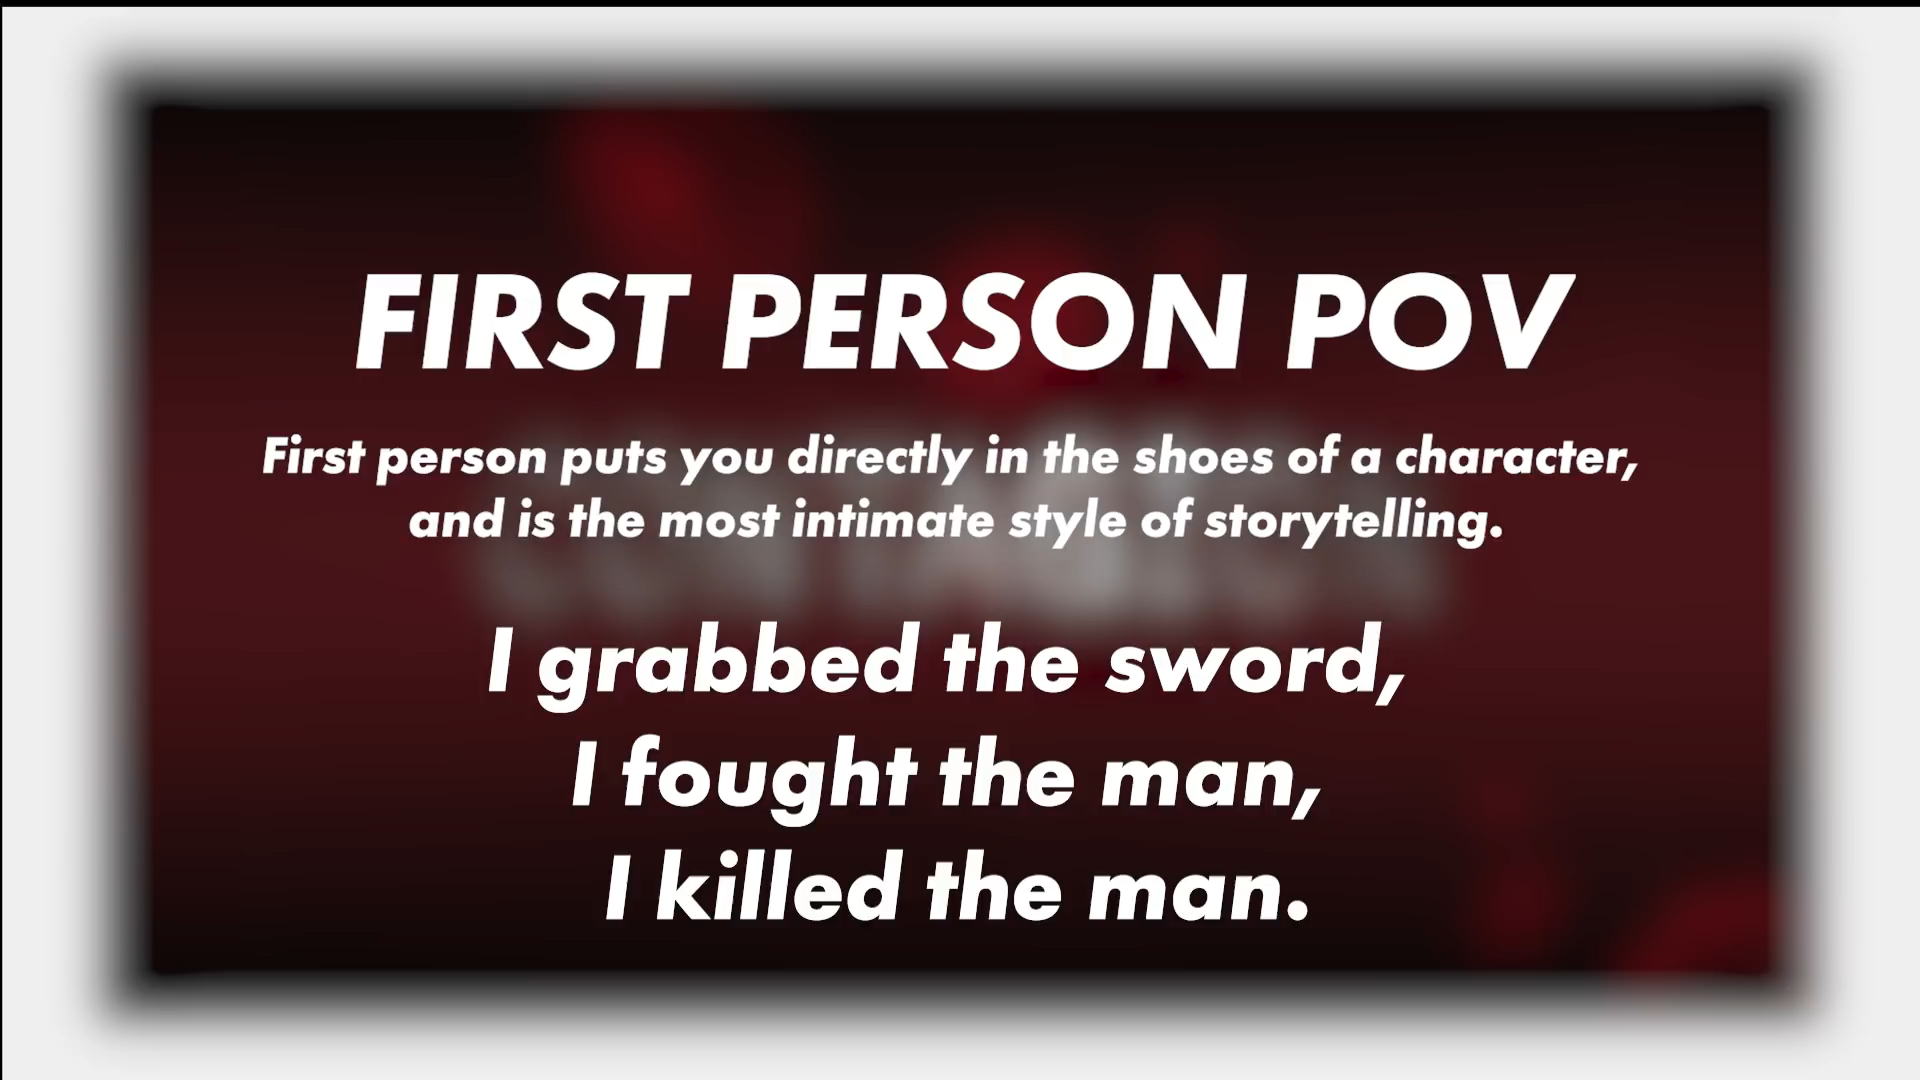 FIRST PERSON POV
First person puts you directly in the shoes of a character,
and is the most intimate style of storytelling.
I grabbed the sword,
I fought the man,
I killed the man.